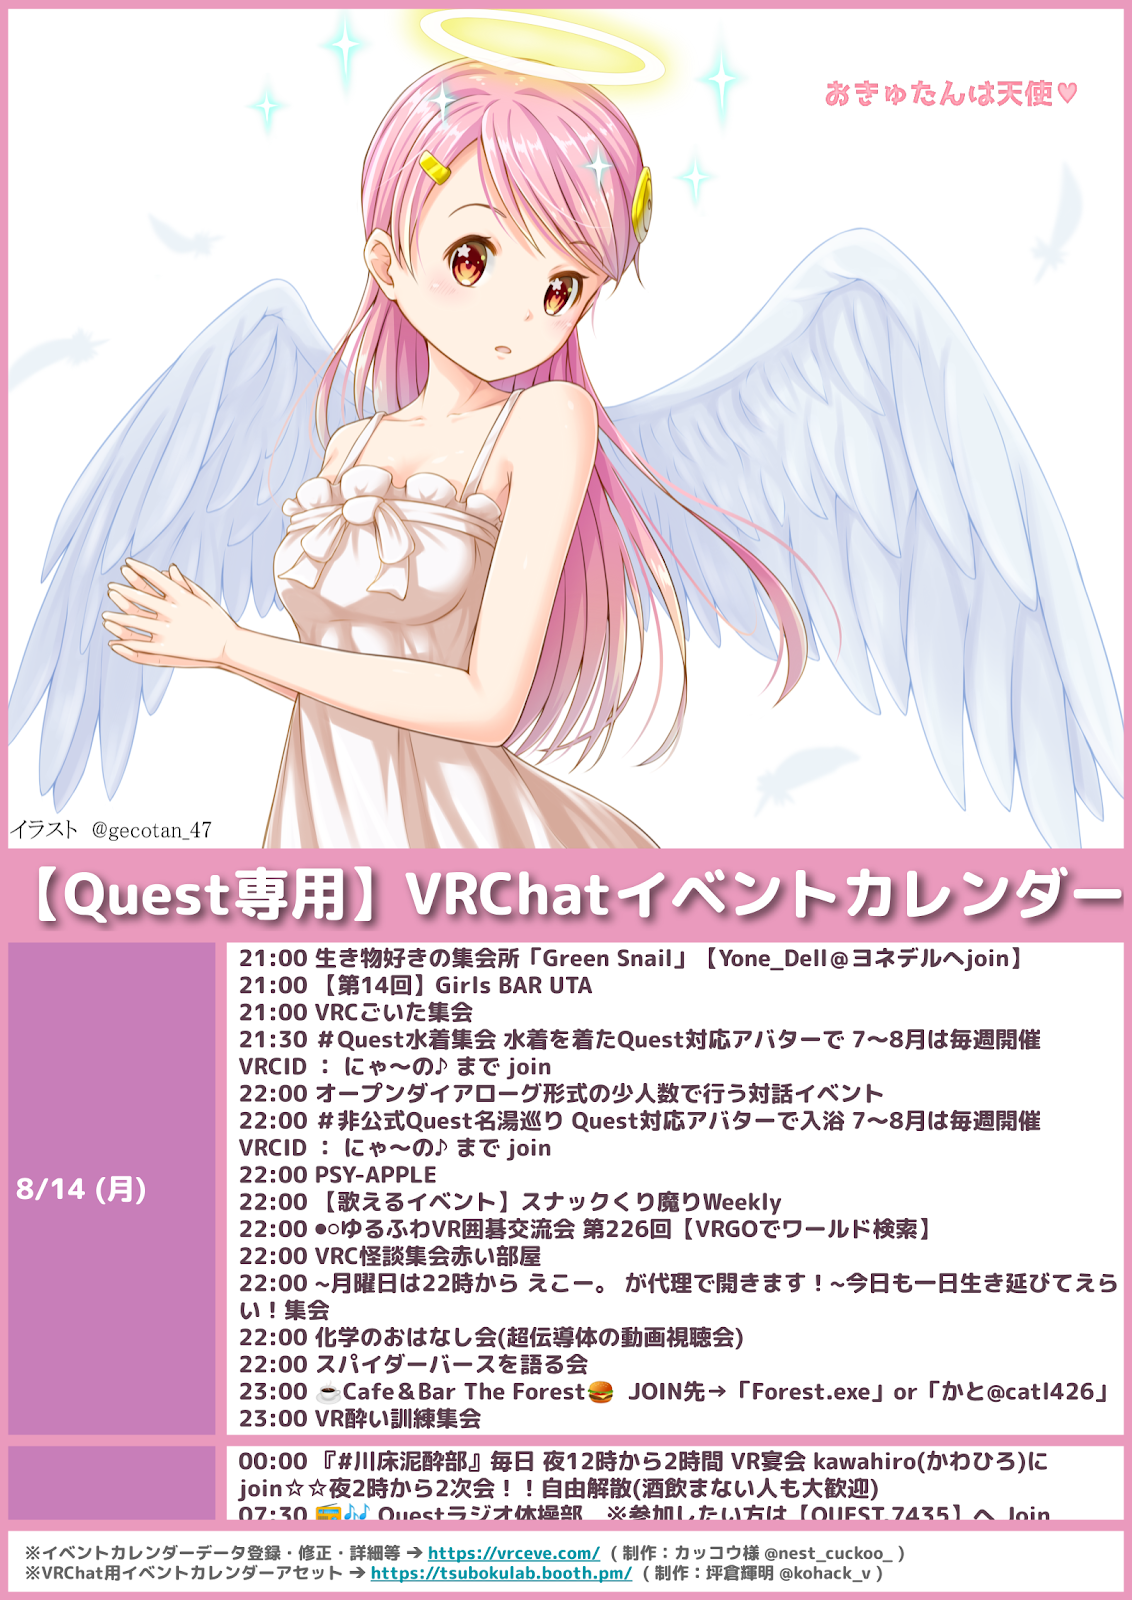 おきゅたんは天使♥
イラスト @gecotan_47
【Quest専用】VRChatイベントカレンダー
8/14 (月)
21:00 生き物好きの集会所「Green Snail」【Yone_Dell@ヨネデルへjoin】
21:00 【第14回】Girls BAR UTA
21:00 VRCごいた集会
21:30 #Quest水着集会 水着を着たQuest対応アバターで 7〜8月は毎週開催
VRCID ： にゃ〜の♪ まで join
22:00 オープンダイアローグ形式の少人数で行う対話イベント
22:00 #非公式Quest名湯巡り Quest対応アバターで入浴 7〜8月は毎週開催
VRCID ： にゃ〜の♪ まで join
22:00 PSY-APPLE
22:00 【歌えるイベント】スナックくり魔りWeekly
22:00 ●○ゆるふわVR囲碁交流会 第226回【VRGOでワールド検索】
22:00 VRC怪談集会赤い部屋
22:00 ~月曜日は22時から えこー。 が代理で開きます！~今日も一日生き延びてえら
い！集会
22:00 化学のおはなし会(超伝導体の動画視聴会)
22:00 スパイダーバースを語る会
23:00 ☕Cafe＆Bar The Forest🍔 JOIN先→「Forest.exe」or「かと@catl426」
23:00 VR酔い訓練集会
00:00 『#川床泥酔部』毎日 夜12時から2時間 VR宴会 kawahiro(かわひろ)に
join☆☆夜2時から2次会！！自由解散(酒飲まない人も大歓迎)
07:30 📻🎶 Questラジオ体操部　※参加したい方は【QUEST.7435】へ Join
※イベントカレンダーデータ登録・修正・詳細等 ➔ https://vrceve.com/ ( 制作：カッコウ様 @nest_cuckoo_ )
※VRChat用イベントカレンダーアセット ➔ https://tsubokulab.booth.pm/ ( 制作：坪倉輝明 @kohack_v )